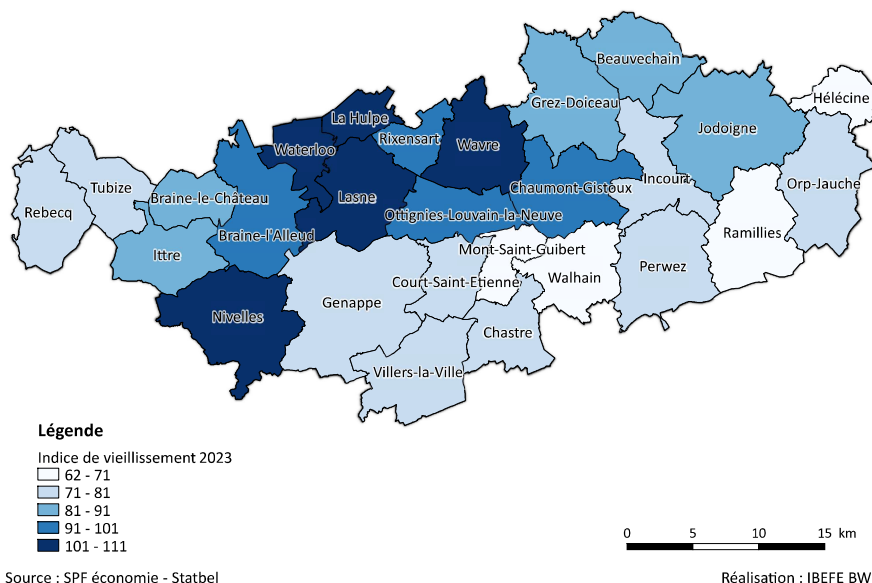 Beauvechain
Hélécine
Grez-Doiceau
La Hulpe
Rixensart
Jodoigne
Waterloo
Wavre
Incourt
Orp-Jauche
Tubize
Braine-le-Château
Lasne
Chaumont-Gistoux
Rebecq
Ottignies-Louvain-la-Neuve
Braine-l'Alleud
Ramillies
Ittre
Mont-Saint-Guibert
Perwez
Court-Saint-Etienne
Walhain
Genappe
Nivelles
Chastre
Villers-la-Ville
Légende
Indice de vieillissement 2023
62 - 71
71 - 81
81 - 91
91 - 101
101 - 111
0 5 10 15 km
Source : SPF économie - Statbel
Réalisation : IBEFE BW